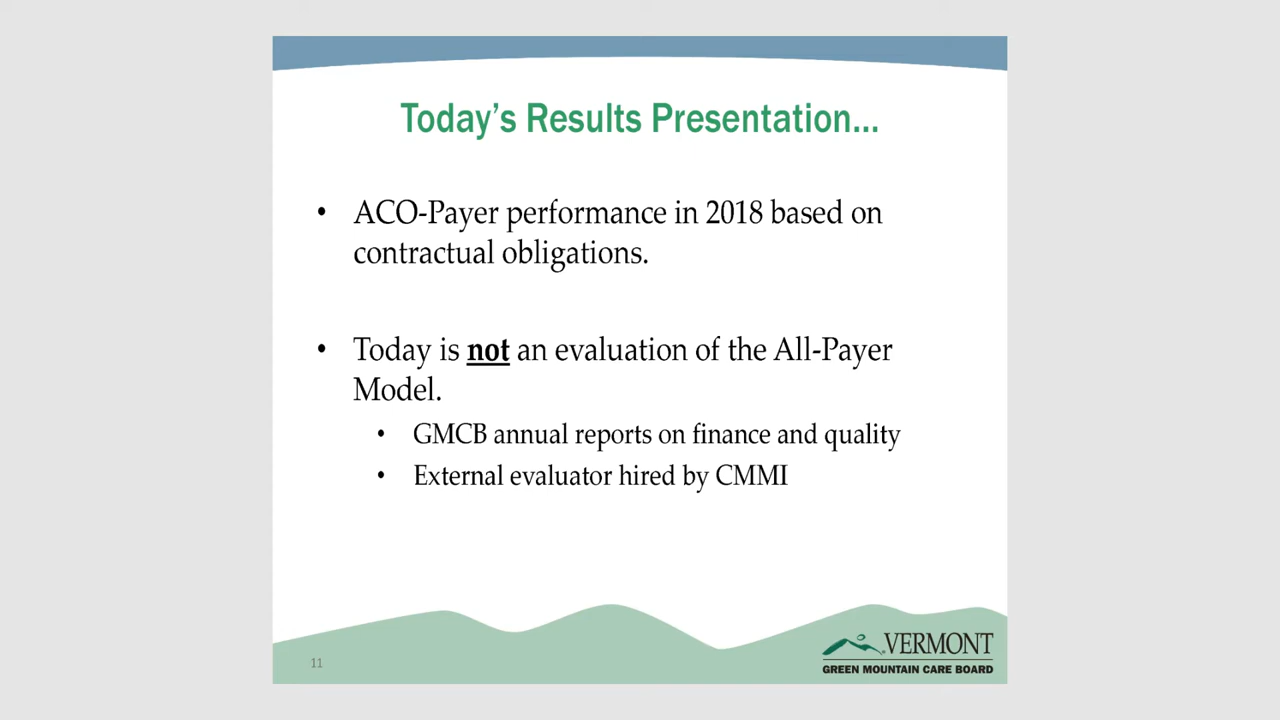 Today's Results Presentation...
• ACO-Payer performance in 2018 based on
contractual obligations.
• Today is not an evaluation of the All-Payer
Model.
• GMCB annual reports on finance and quality
• External evaluator hired by CMMI
11
VERMONT
GREEN MOUNTAIN CARE BOARD